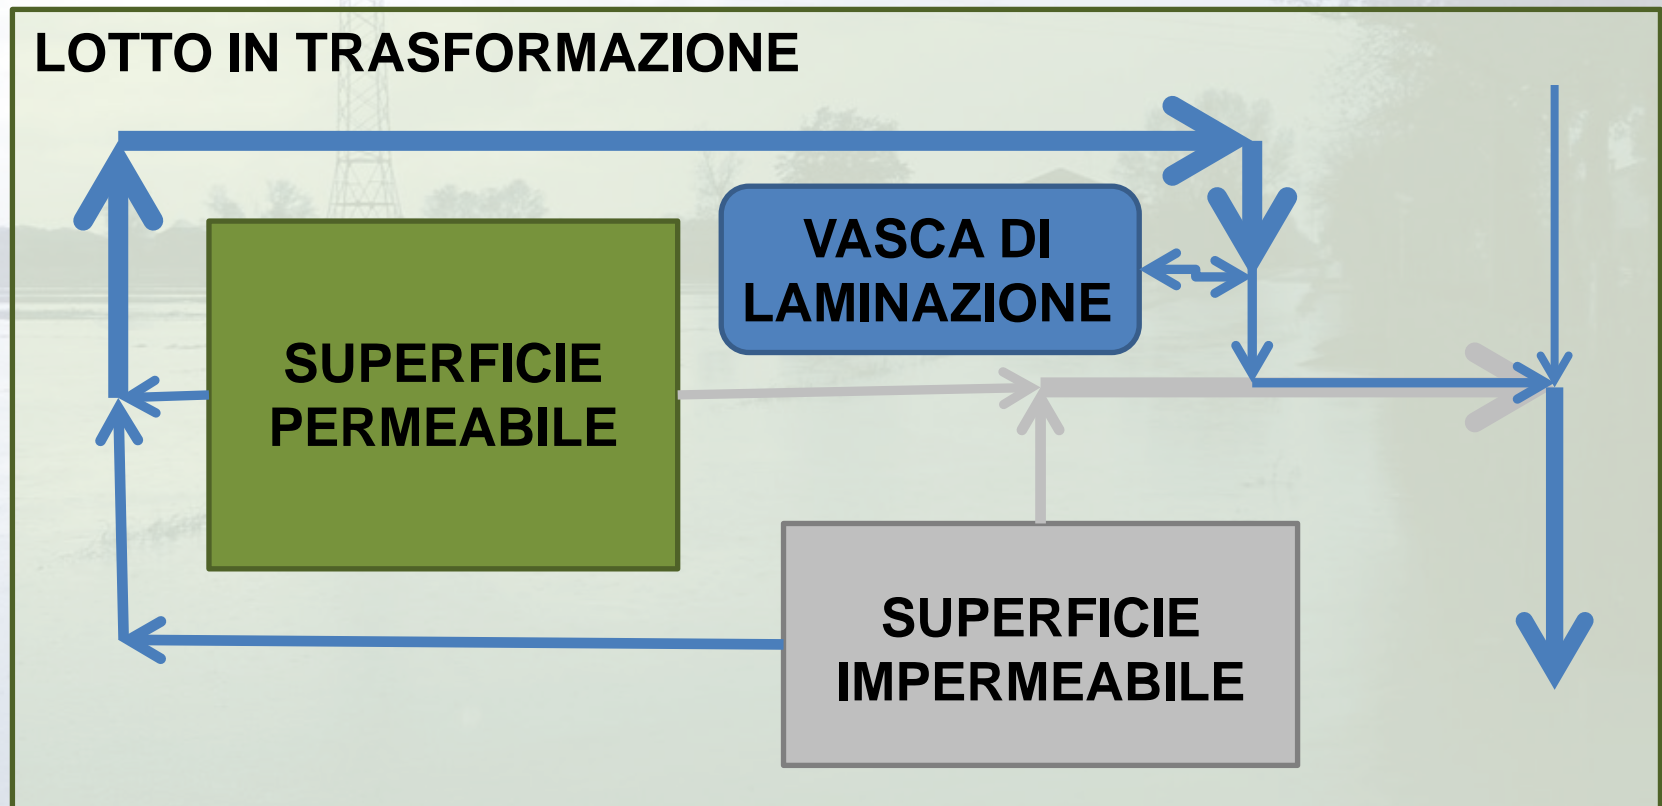 LOTTO IN TRASFORMAZIONE
VASCA DI
LAMINAZIONE
SUPERFICIE
PERMEABILE
SUPERFICIE
IMPERMEABILE